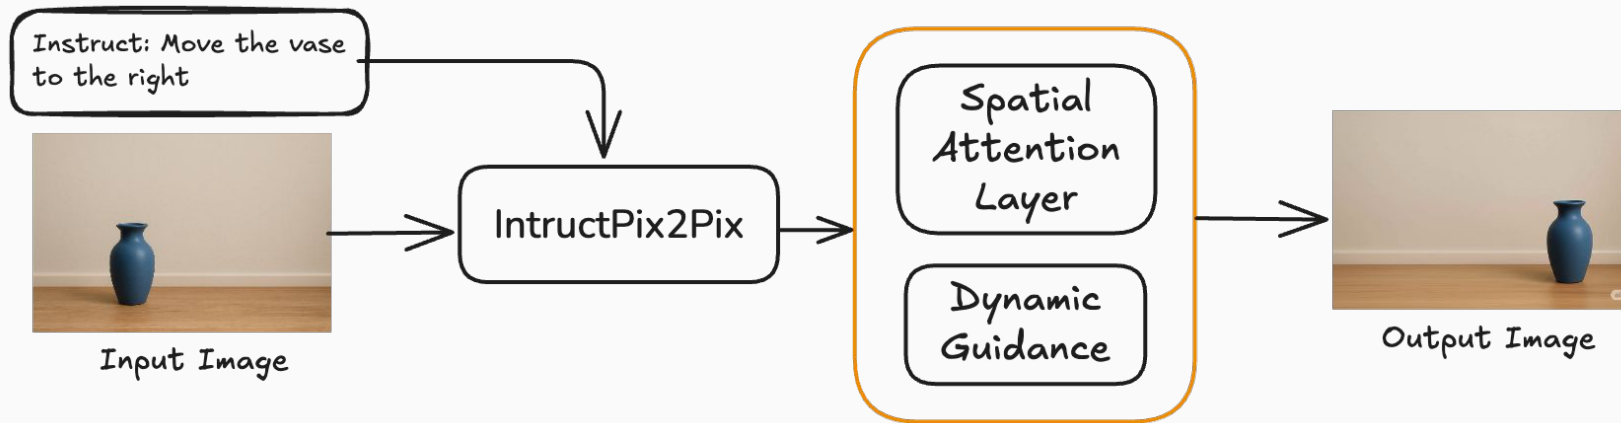 Instruct: Move the vase
to the right
Input Image
IntructPix2Pix
Spatial
Attention
Layer
Dynamic
Guidance
Output Image